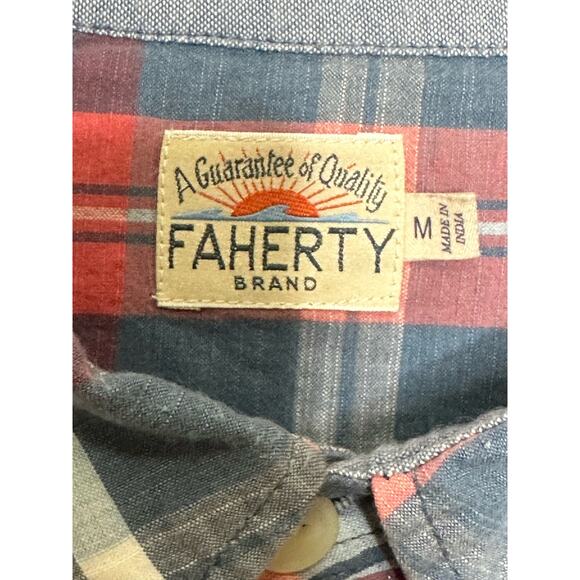 A Guarantee of Quality
FAHERTY
BRAND
M
MADE IN
INDIA